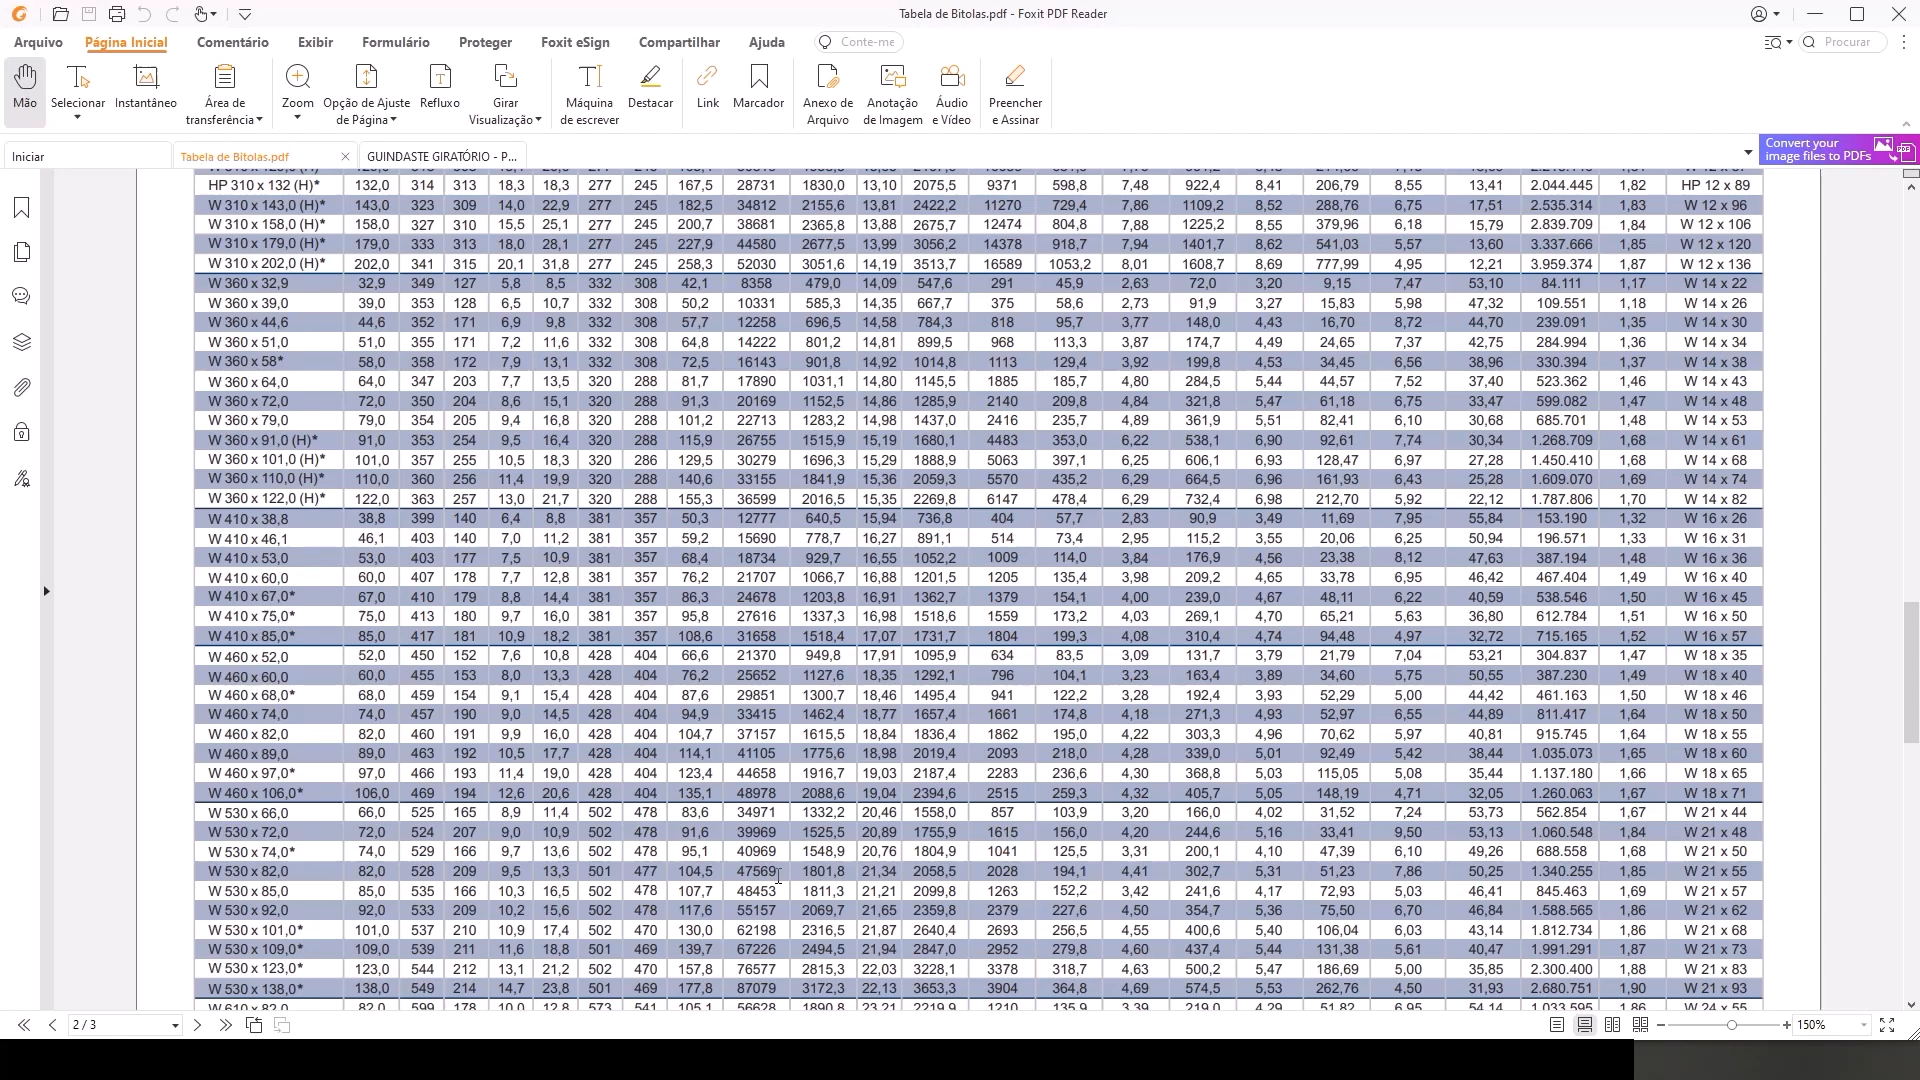 Tabela de Bitolas.pdf - Foxit PDF Reader
Arquivo Página Inicial Comentário Exibir Formulário Proteger Foxit eSign Compartilhar Ajuda Conte-me Procurar
Mão Selecionar Instantâneo Área de transferência Zoom Opção de Ajuste de Página Refluxo Girar Visualização Máquina de escrever Destacar Link Marcador Anexo de Arquivo Anotação de Imagem Áudio e Vídeo Preencher e Assinar
Iniciar Tabela de Bitolas.pdf GUINDASTE GIRATÓRIO - P... Convert your image files to PDFs
HP 310 x 132 (H)* 132,0 314 313 18,3 18,3 277 245 167,5 28731 1830,0 13,10 2075,5 9371 598,8 7,48 922,4 8,41 206,79 8,55 13,41 2.044.445 1,82 HP 12 x 89
W 310 x 143,0 (H)* 143,0 323 309 14,0 22,9 277 245 182,5 34812 2155,6 13,81 2422,2 11270 729,4 7,86 1109,2 8,52 288,76 6,75 17,51 2.535.314 1,83 W 12 x 96
W 310 x 158,0 (H)* 158,0 327 310 15,5 25,1 277 245 200,7 38681 2365,8 13,88 2675,7 12474 804,8 7,88 1225,2 8,55 379,96 6,18 15,79 2.839.709 1,84 W 12 x 106
W 310 x 179,0 (H)* 179,0 333 313 18,0 28,1 277 245 227,9 44580 2677,5 13,99 3056,2 14378 918,7 7,94 1401,7 8,62 541,03 5,57 13,60 3.337.666 1,85 W 12 x 120
W 310 x 202,0 (H)* 202,0 341 315 20,1 31,8 277 245 258,3 52030 3051,6 14,19 3513,7 16589 1053,2 8,01 1608,7 8,69 777,99 4,95 12,21 3.959.374 1,87 W 12 x 136
W 360 x 32,9 32,9 349 127 5,8 8,5 332 308 42,1 8358 479,0 14,09 547,6 291 45,9 2,63 72,0 3,20 9,15 7,47 53,10 84.111 1,17 W 14 x 22
W 360 x 39,0 39,0 353 128 6,5 10,7 332 308 50,2 10331 585,3 14,35 667,7 375 58,6 2,73 91,9 3,27 15,83 5,98 47,32 109.551 1,18 W 14 x 26
W 360 x 44,6 44,6 352 171 6,9 9,8 332 308 57,7 12258 696,5 14,58 784,3 818 95,7 3,77 148,0 4,43 16,70 8,72 44,70 239.091 1,35 W 14 x 30
W 360 x 51,0 51,0 355 171 7,2 11,6 332 308 64,8 14222 801,2 14,81 899,5 968 113,3 3,87 174,7 4,49 24,65 7,37 42,75 284.994 1,36 W 14 x 34
W 360 x 58* 58,0 358 172 7,9 13,1 332 308 72,5 16143 901,8 14,92 1014,8 1113 129,4 3,92 199,8 4,53 34,45 6,56 38,96 330.394 1,37 W 14 x 38
W 360 x 64,0 64,0 347 203 7,7 13,5 320 288 81,7 17890 1031,1 14,80 1145,5 1885 185,7 4,80 284,5 5,44 44,57 7,52 37,40 523.362 1,46 W 14 x 43
W 360 x 72,0 72,0 350 204 8,6 15,1 320 288 91,3 20169 1152,5 14,86 1285,9 2140 209,8 4,84 321,8 5,47 61,18 6,75 33,47 599.082 1,47 W 14 x 48
W 360 x 79,0 79,0 354 205 9,4 16,8 320 288 101,2 22713 1283,2 14,98 1437,0 2416 235,7 4,89 361,9 5,51 82,41 6,10 30,68 685.701 1,48 W 14 x 53
W 360 x 91,0 (H)* 91,0 353 254 9,5 16,4 320 288 115,9 26755 1515,9 15,19 1680,1 4483 353,0 6,22 538,1 6,90 92,61 7,74 30,34 1.268.709 1,68 W 14 x 61
W 360 x 101,0 (H)* 101,0 357 255 10,5 18,3 320 286 129,5 30279 1696,3 15,29 1888,9 5063 397,1 6,25 606,1 6,93 128,47 6,97 27,28 1.450.410 1,68 W 14 x 68
W 360 x 110,0 (H)* 110,0 360 256 11,4 19,9 320 288 140,6 33155 1841,9 15,36 2059,3 5570 435,2 6,29 664,5 6,96 161,93 6,43 25,28 1.609.070 1,69 W 14 x 74
W 360 x 122,0 (H)* 122,0 363 257 13,0 21,7 320 288 155,3 36599 2016,5 15,35 2269,8 6147 478,4 6,29 732,4 6,98 212,70 5,92 22,12 1.787.806 1,70 W 14 x 82
W 410 x 38,8 38,8 399 140 6,4 8,8 381 357 50,3 12777 640,5 15,94 736,8 404 57,7 2,83 90,9 3,49 11,69 7,95 55,84 153.190 1,32 W 16 x 26
W 410 x 46,1 46,1 403 140 7,0 11,2 381 357 59,2 15690 778,7 16,27 891,1 514 73,4 2,95 115,2 3,55 20,06 6,25 50,94 196.571 1,33 W 16 x 31
W 410 x 53,0 53,0 403 177 7,5 10,9 381 357 68,4 18734 929,7 16,55 1052,2 1009 114,0 3,84 176,9 4,56 23,38 8,12 47,63 387.194 1,48 W 16 x 36
W 410 x 60,0 60,0 407 178 7,7 12,8 381 357 76,2 21707 1066,7 16,88 1201,5 1205 135,4 3,98 209,2 4,65 33,78 6,95 46,42 467.404 1,49 W 16 x 40
W 410 x 67,0* 67,0 410 179 8,8 14,4 381 357 86,3 24678 1203,8 16,91 1362,7 1379 154,1 4,00 239,0 4,67 48,11 6,22 40,59 538.546 1,50 W 16 x 45
W 410 x 75,0* 75,0 413 180 9,7 16,0 381 357 95,8 27616 1337,3 16,98 1518,6 1559 173,2 4,03 269,1 4,70 65,21 5,63 36,80 612.784 1,51 W 16 x 50
W 410 x 85,0* 85,0 417 181 10,9 18,2 381 357 108,6 31658 1518,4 17,07 1731,7 1804 199,3 4,08 310,4 4,74 94,48 4,97 32,72 715.165 1,52 W 16 x 57
W 460 x 52,0 52,0 450 152 7,6 10,8 428 404 66,6 21370 949,8 17,91 1095,9 634 83,5 3,09 131,7 3,79 21,79 7,04 53,21 304.837 1,47 W 18 x 35
W 460 x 60,0 60,0 455 153 8,0 13,3 428 404 76,2 25652 1127,6 18,35 1292,1 796 104,1 3,23 163,4 3,89 34,60 5,75 50,55 387.230 1,49 W 18 x 40
W 460 x 68,0* 68,0 459 154 9,1 15,4 428 404 87,6 29851 1300,7 18,46 1495,4 941 122,2 3,28 192,4 3,93 52,29 5,00 44,42 461.163 1,50 W 18 x 46
W 460 x 74,0 74,0 457 190 9,0 14,5 428 404 94,9 33415 1462,4 18,77 1657,4 1661 174,8 4,18 271,3 4,93 52,97 6,55 44,89 811.417 1,64 W 18 x 50
W 460 x 82,0 82,0 460 191 9,9 16,0 428 404 104,7 37157 1615,5 18,84 1836,4 1862 195,0 4,22 303,3 4,96 70,62 5,97 40,81 915.745 1,64 W 18 x 55
W 460 x 89,0 89,0 463 192 10,5 17,7 428 404 114,1 41105 1775,6 18,98 2019,4 2093 218,0 4,28 339,0 5,01 92,49 5,42 38,44 1.035.073 1,65 W 18 x 60
W 460 x 97,0* 97,0 466 193 11,4 19,0 428 404 123,4 44658 1916,7 19,03 2187,4 2283 236,6 4,30 368,8 5,03 115,05 5,08 35,44 1.137.180 1,66 W 18 x 65
W 460 x 106,0* 106,0 469 194 12,6 20,6 428 404 135,1 48978 2088,6 19,04 2394,6 2515 259,3 4,32 405,7 5,05 148,19 4,71 32,05 1.260.063 1,67 W 18 x 71
W 530 x 66,0 66,0 525 165 8,9 11,4 502 478 83,6 34971 1332,2 20,46 1558,0 857 103,9 3,20 166,0 4,02 31,52 7,24 53,73 562.854 1,67 W 21 x 44
W 530 x 72,0 72,0 524 207 9,0 10,9 502 478 91,6 39969 1525,5 20,89 1755,9 1615 156,0 4,20 244,6 5,16 33,41 9,50 53,13 1.060.548 1,84 W 21 x 48
W 530 x 74,0* 74,0 529 166 9,7 13,6 502 478 95,1 40969 1548,9 20,76 1804,9 1041 125,5 3,31 200,1 4,10 47,39 6,10 49,26 688.558 1,68 W 21 x 50
W 530 x 82,0 82,0 528 209 9,5 13,3 501 477 104,5 47569 1801,8 21,34 2058,5 2028 194,1 4,41 302,7 5,31 51,23 7,86 50,25 1.340.255 1,85 W 21 x 55
W 530 x 85,0 85,0 535 166 10,3 16,5 502 478 107,7 48453 1811,3 21,21 2099,8 1263 152,2 3,42 241,6 4,17 72,93 5,03 46,41 845.463 1,69 W 21 x 57
W 530 x 92,0 92,0 533 209 10,2 15,6 502 478 117,6 55157 2069,7 21,65 2359,8 2379 227,6 4,50 354,7 5,36 75,50 6,70 46,84 1.588.565 1,86 W 21 x 62
W 530 x 101,0* 101,0 537 210 10,9 17,4 502 470 130,0 62198 2316,5 21,87 2640,4 2693 256,5 4,55 400,6 5,40 106,04 6,03 43,14 1.812.734 1,86 W 21 x 68
W 530 x 109,0* 109,0 539 211 11,6 18,8 501 469 139,7 67226 2494,5 21,94 2847,0 2952 279,8 4,60 437,4 5,44 131,38 5,61 40,47 1.991.291 1,87 W 21 x 73
W 530 x 123,0* 123,0 544 212 13,1 21,2 502 470 157,8 76577 2815,3 22,03 3228,1 3378 318,7 4,63 500,2 5,47 186,69 5,00 35,85 2.300.400 1,88 W 21 x 83
W 530 x 138,0* 138,0 549 214 14,7 23,8 501 469 177,8 87079 3172,3 22,13 3653,3 3904 364,8 4,69 574,5 5,53 262,76 4,50 31,93 2.680.751 1,90 W 21 x 93
W 610 x 82,0 82,0 599 178 10,0 12,8 573 541 105,1 56628 1890,8 23,21 2219,9 1210 135,9 3,39 219,0 4,29 51,82 6,95 54,14 1.033.595 1,86 W 24 x 55
2 / 3 150%